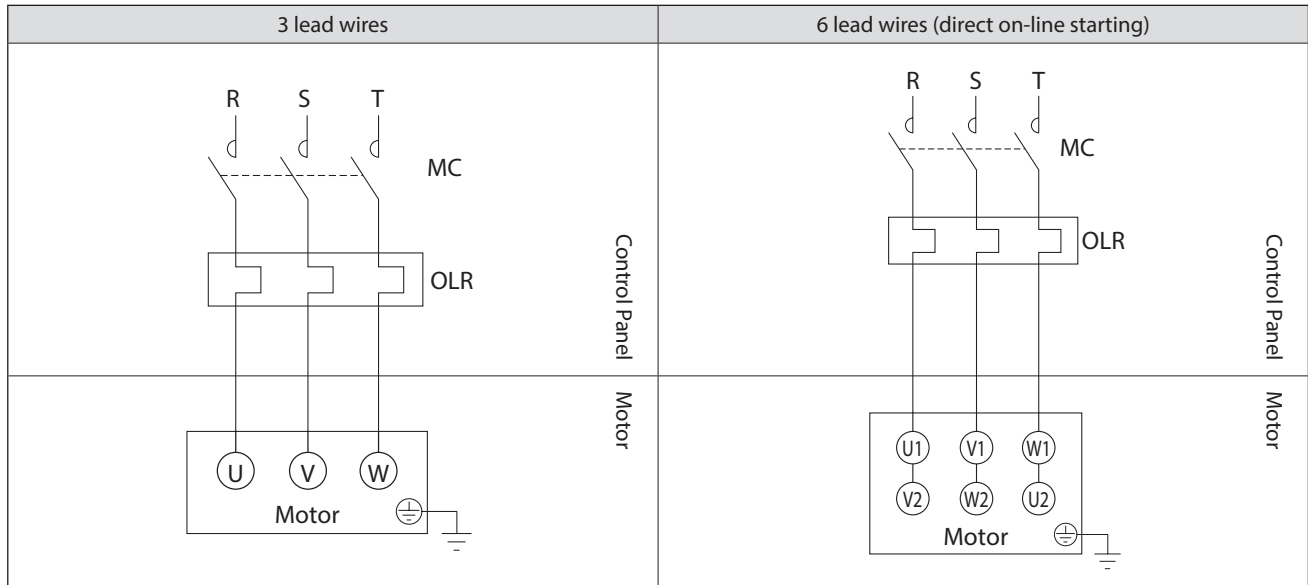 3 lead wires
R S T
MC
OLR
Control Panel
Motor
U V W
Motor
6 lead wires (direct on-line starting)
R S T
MC
OLR
Control Panel
Motor
U1 V1 W1
V2 W2 U2
Motor